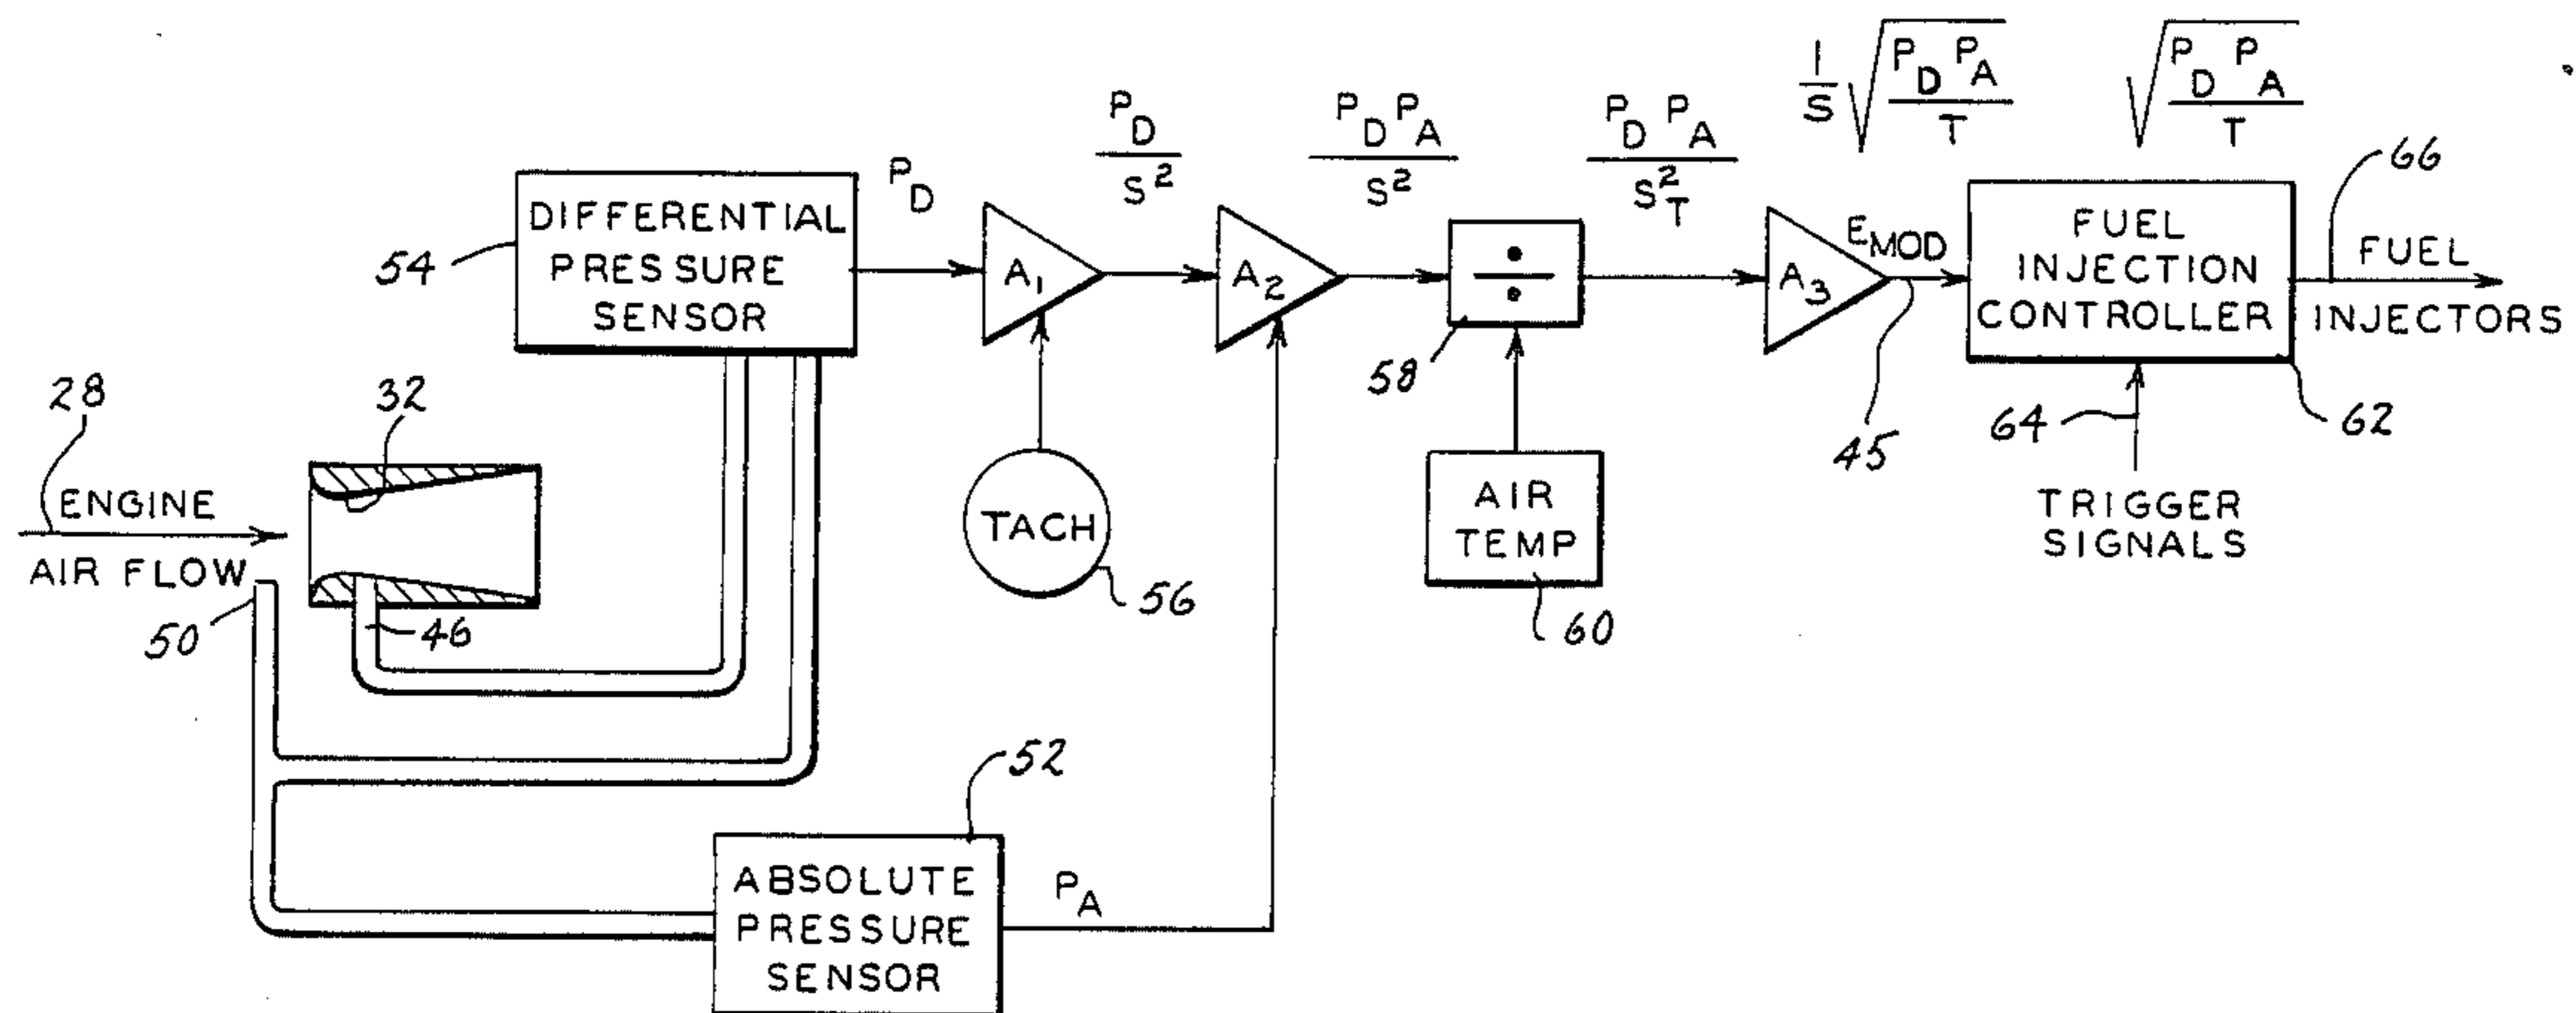 1/S √(P_D P_A / T)
√(P_D P_A / T)
P_D
P_D / S²
P_D P_A / S²
P_D P_A / S²_T
66
54
DIFFERENTIAL
PRESSURE
SENSOR
A₁
A₂
÷
A₃
E_MOD
FUEL
INJECTION
CONTROLLER
FUEL
INJECTORS
58
45
64
62
28
32
ENGINE
AIR FLOW
50
46
TACH
56
AIR
TEMP
60
TRIGGER
SIGNALS
52
ABSOLUTE
PRESSURE
SENSOR
P_A